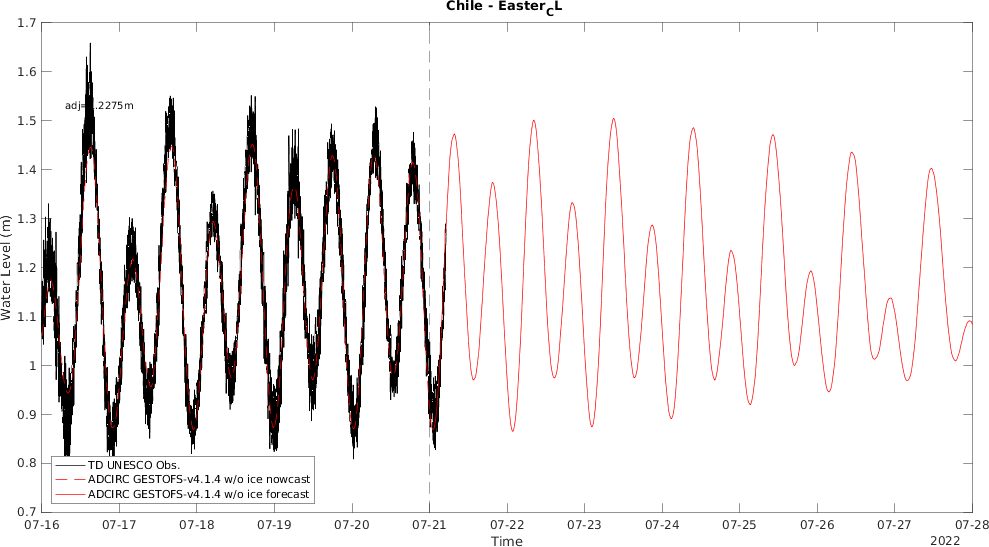 Chile - Easter_CL
1.7
1.6
1.5
1.4
1.3
1.2
1.1
1
0.9
0.8
0.7
Water Level (m)
2275m
TD UNESCO Obs.
ADCIRC GESTOFS-v4.1.4 w/o ice nowcast
ADCIRC GESTOFS-v4.1.4 w/o ice forecast
07-16 07-17 07-18 07-19 07-20 07-21 07-22 07-23 07-24 07-25 07-26 07-27 07-28
Time
2022